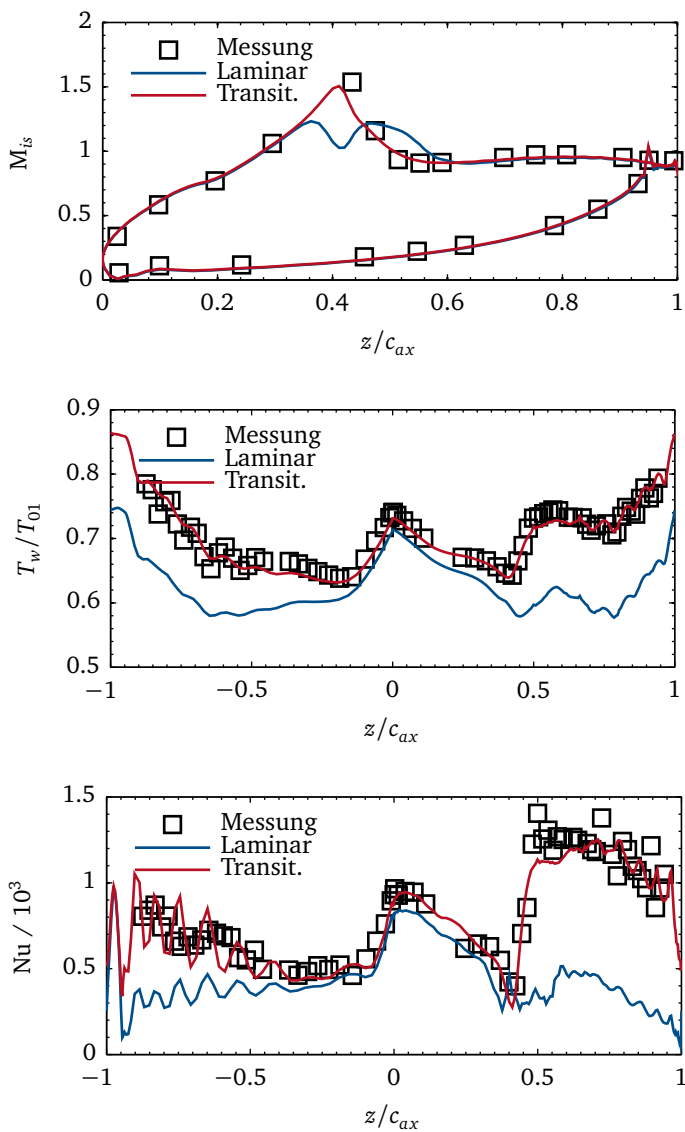 2
Messung
Laminar
Transit.
1.5
1
0.5
0
M_is
0 0.2 0.4 0.6 0.8 1
z/c_ax
0.9
Messung
Laminar
Transit.
0.8
0.7
0.6
0.5
T_w/T_01
−1 −0.5 0 0.5 1
z/c_ax
1.5
Messung
Laminar
Transit.
1
0.5
0
Nu / 10³
−1 −0.5 0 0.5 1
z/c_ax